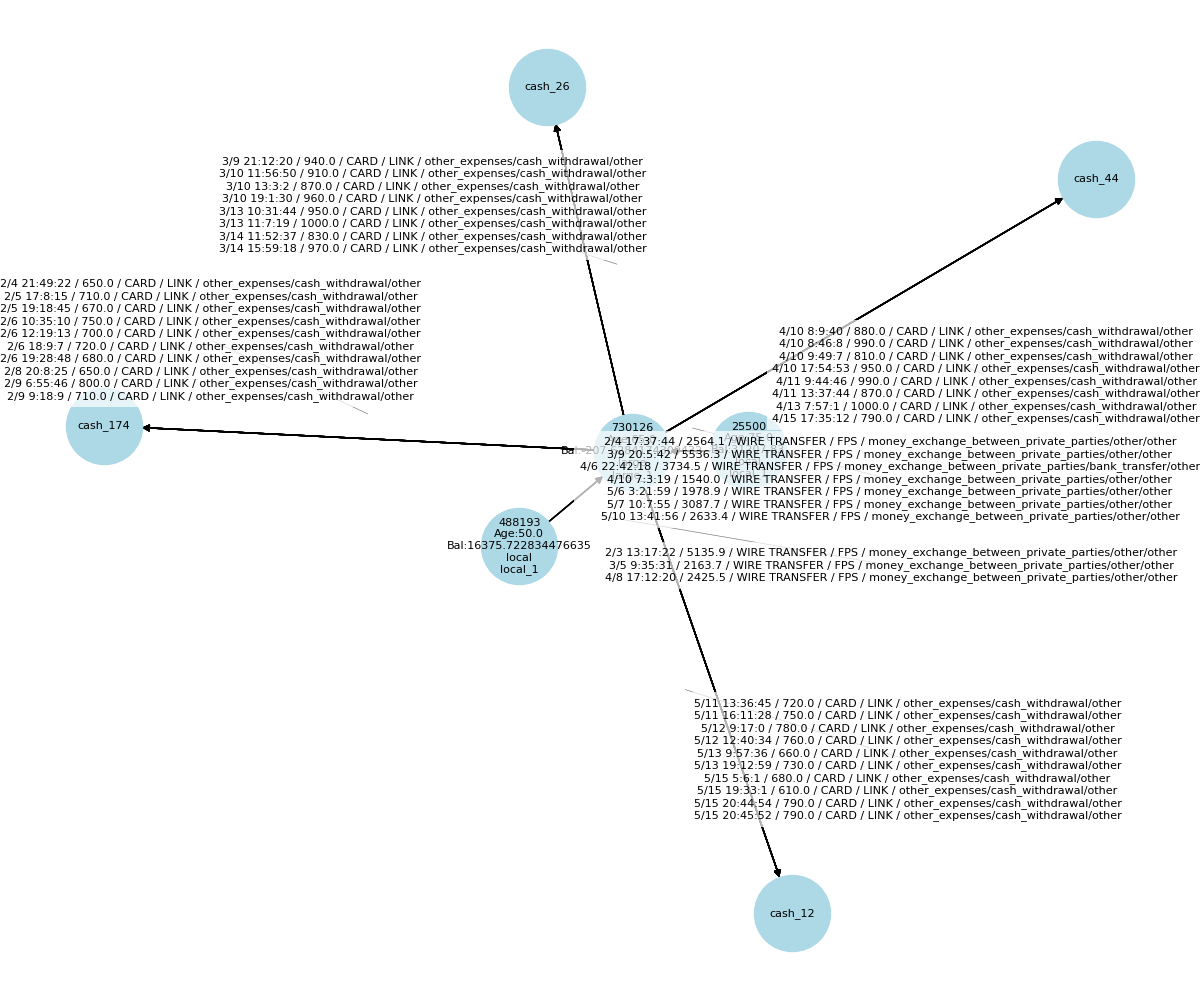 cash_26
3/9 21:12:20 / 940.0 / CARD / LINK / other_expenses/cash_withdrawal/other
3/10 11:56:50 / 910.0 / CARD / LINK / other_expenses/cash_withdrawal/other
3/10 13:3:2 / 870.0 / CARD / LINK / other_expenses/cash_withdrawal/other
3/10 19:1:30 / 960.0 / CARD / LINK / other_expenses/cash_withdrawal/other
3/13 10:31:44 / 950.0 / CARD / LINK / other_expenses/cash_withdrawal/other
3/13 11:7:19 / 1000.0 / CARD / LINK / other_expenses/cash_withdrawal/other
3/14 11:52:37 / 830.0 / CARD / LINK / other_expenses/cash_withdrawal/other
3/14 15:59:18 / 970.0 / CARD / LINK / other_expenses/cash_withdrawal/other
cash_44
2/4 21:49:22 / 650.0 / CARD / LINK / other_expenses/cash_withdrawal/other
2/5 17:8:15 / 710.0 / CARD / LINK / other_expenses/cash_withdrawal/other
2/5 19:18:45 / 670.0 / CARD / LINK / other_expenses/cash_withdrawal/other
2/6 10:35:10 / 750.0 / CARD / LINK / other_expenses/cash_withdrawal/other
2/6 12:19:13 / 700.0 / CARD / LINK / other_expenses/cash_withdrawal/other
2/6 18:9:7 / 720.0 / CARD / LINK / other_expenses/cash_withdrawal/other
2/6 19:28:48 / 680.0 / CARD / LINK / other_expenses/cash_withdrawal/other
2/8 20:8:25 / 650.0 / CARD / LINK / other_expenses/cash_withdrawal/other
2/9 6:55:46 / 800.0 / CARD / LINK / other_expenses/cash_withdrawal/other
2/9 9:18:9 / 710.0 / CARD / LINK / other_expenses/cash_withdrawal/other
cash_174
4/10 8:9:40 / 880.0 / CARD / LINK / other_expenses/cash_withdrawal/other
4/10 8:46:8 / 990.0 / CARD / LINK / other_expenses/cash_withdrawal/other
4/10 9:49:7 / 810.0 / CARD / LINK / other_expenses/cash_withdrawal/other
4/10 17:54:53 / 950.0 / CARD / LINK / other_expenses/cash_withdrawal/other
4/11 9:44:46 / 990.0 / CARD / LINK / other_expenses/cash_withdrawal/other
4/11 13:37:44 / 870.0 / CARD / LINK / other_expenses/cash_withdrawal/other
4/13 7:57:1 / 1000.0 / CARD / LINK / other_expenses/cash_withdrawal/other
4/15 17:35:12 / 790.0 / CARD / LINK / other_expenses/cash_withdrawal/other
730126
25500
2/4 17:37:44 / 2564.1 / WIRE TRANSFER / FPS / money_exchange_between_private_parties/other/other
3/9 20:5:42 / 5536.3 / WIRE TRANSFER / FPS / money_exchange_between_private_parties/other/other
4/6 22:42:18 / 3734.5 / WIRE TRANSFER / FPS / money_exchange_between_private_parties/bank_transfer/other
4/10 7:3:19 / 1540.0 / WIRE TRANSFER / FPS / money_exchange_between_private_parties/other/other
5/6 3:21:59 / 1978.9 / WIRE TRANSFER / FPS / money_exchange_between_private_parties/other/other
5/7 10:7:55 / 3087.7 / WIRE TRANSFER / FPS / money_exchange_between_private_parties/other/other
5/10 13:41:56 / 2633.4 / WIRE TRANSFER / FPS / money_exchange_between_private_parties/other/other
488193
Age:50.0
Bal:16375.722834476635
local
local_1
2/3 13:17:22 / 5135.9 / WIRE TRANSFER / FPS / money_exchange_between_private_parties/other/other
3/5 9:35:31 / 2163.7 / WIRE TRANSFER / FPS / money_exchange_between_private_parties/other/other
4/8 17:12:20 / 2425.5 / WIRE TRANSFER / FPS / money_exchange_between_private_parties/other/other
5/11 13:36:45 / 720.0 / CARD / LINK / other_expenses/cash_withdrawal/other
5/11 16:11:28 / 750.0 / CARD / LINK / other_expenses/cash_withdrawal/other
5/12 9:17:0 / 780.0 / CARD / LINK / other_expenses/cash_withdrawal/other
5/12 12:40:34 / 760.0 / CARD / LINK / other_expenses/cash_withdrawal/other
5/13 9:57:36 / 660.0 / CARD / LINK / other_expenses/cash_withdrawal/other
5/13 19:12:59 / 730.0 / CARD / LINK / other_expenses/cash_withdrawal/other
5/15 5:6:1 / 680.0 / CARD / LINK / other_expenses/cash_withdrawal/other
5/15 19:33:1 / 610.0 / CARD / LINK / other_expenses/cash_withdrawal/other
5/15 20:44:54 / 790.0 / CARD / LINK / other_expenses/cash_withdrawal/other
5/15 20:45:52 / 790.0 / CARD / LINK / other_expenses/cash_withdrawal/other
cash_12